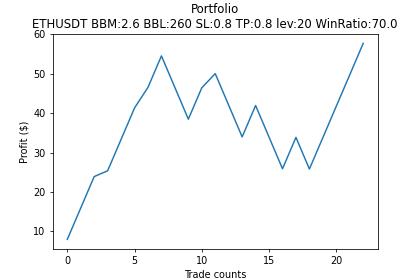 Portfolio
ETHUSDT BBM:2.6 BBL:260 SL:0.8 TP:0.8 lev:20 WinRatio:70.0
60
50
40
30
20
10
Profit ($)
0 5 10 15 20
Trade counts